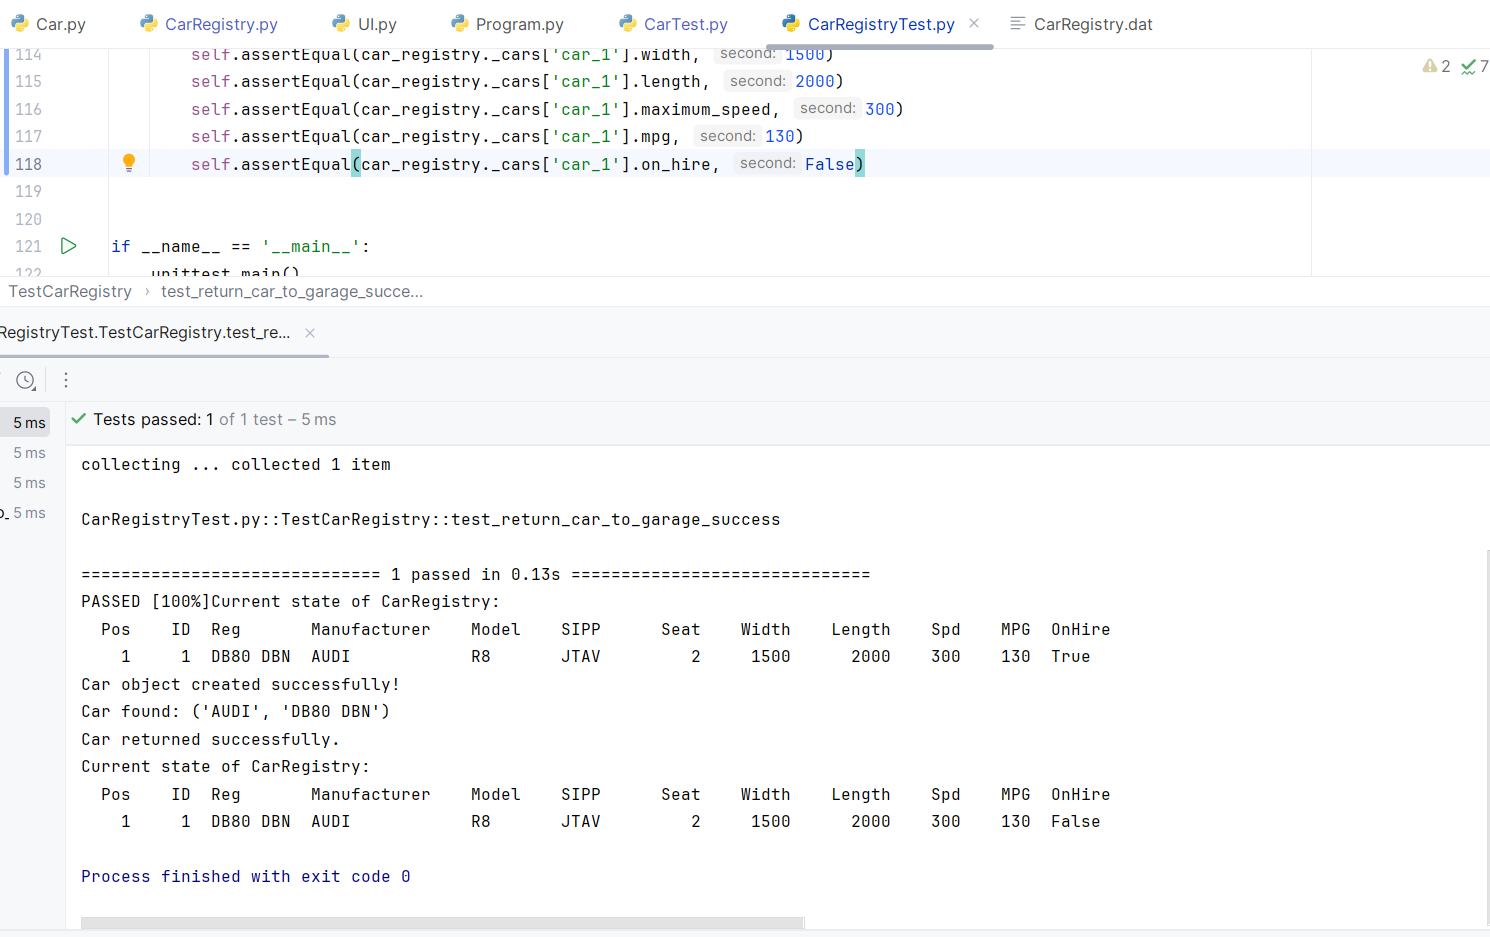 Car.py CarRegistry.py UI.py Program.py CarTest.py CarRegistryTest.py CarRegistry.dat
114 self.assertEqual(car_registry._cars['car_1'].width, second: 1500)
2 7
115 self.assertEqual(car_registry._cars['car_1'].length, second: 2000)
116 self.assertEqual(car_registry._cars['car_1'].maximum_speed, second: 300)
117 self.assertEqual(car_registry._cars['car_1'].mpg, second: 130)
118 self.assertEqual(car_registry._cars['car_1'].on_hire, second: False)
119
120
121 if __name__ == '__main__':
122 unittest.main()
TestCarRegistry › test_return_car_to_garage_succe...
RegistryTest.TestCarRegistry.test_re...
5 ms
Tests passed: 1 of 1 test – 5 ms
5 ms
5 ms
o_ 5 ms
collecting ... collected 1 item
CarRegistryTest.py::TestCarRegistry::test_return_car_to_garage_success
============================== 1 passed in 0.13s ==============================
PASSED [100%]Current state of CarRegistry:
Pos ID Reg Manufacturer Model SIPP Seat Width Length Spd MPG OnHire
1 1 DB80 DBN AUDI R8 JTAV 2 1500 2000 300 130 True
Car object created successfully!
Car found: ('AUDI', 'DB80 DBN')
Car returned successfully.
Current state of CarRegistry:
Pos ID Reg Manufacturer Model SIPP Seat Width Length Spd MPG OnHire
1 1 DB80 DBN AUDI R8 JTAV 2 1500 2000 300 130 False
Process finished with exit code 0